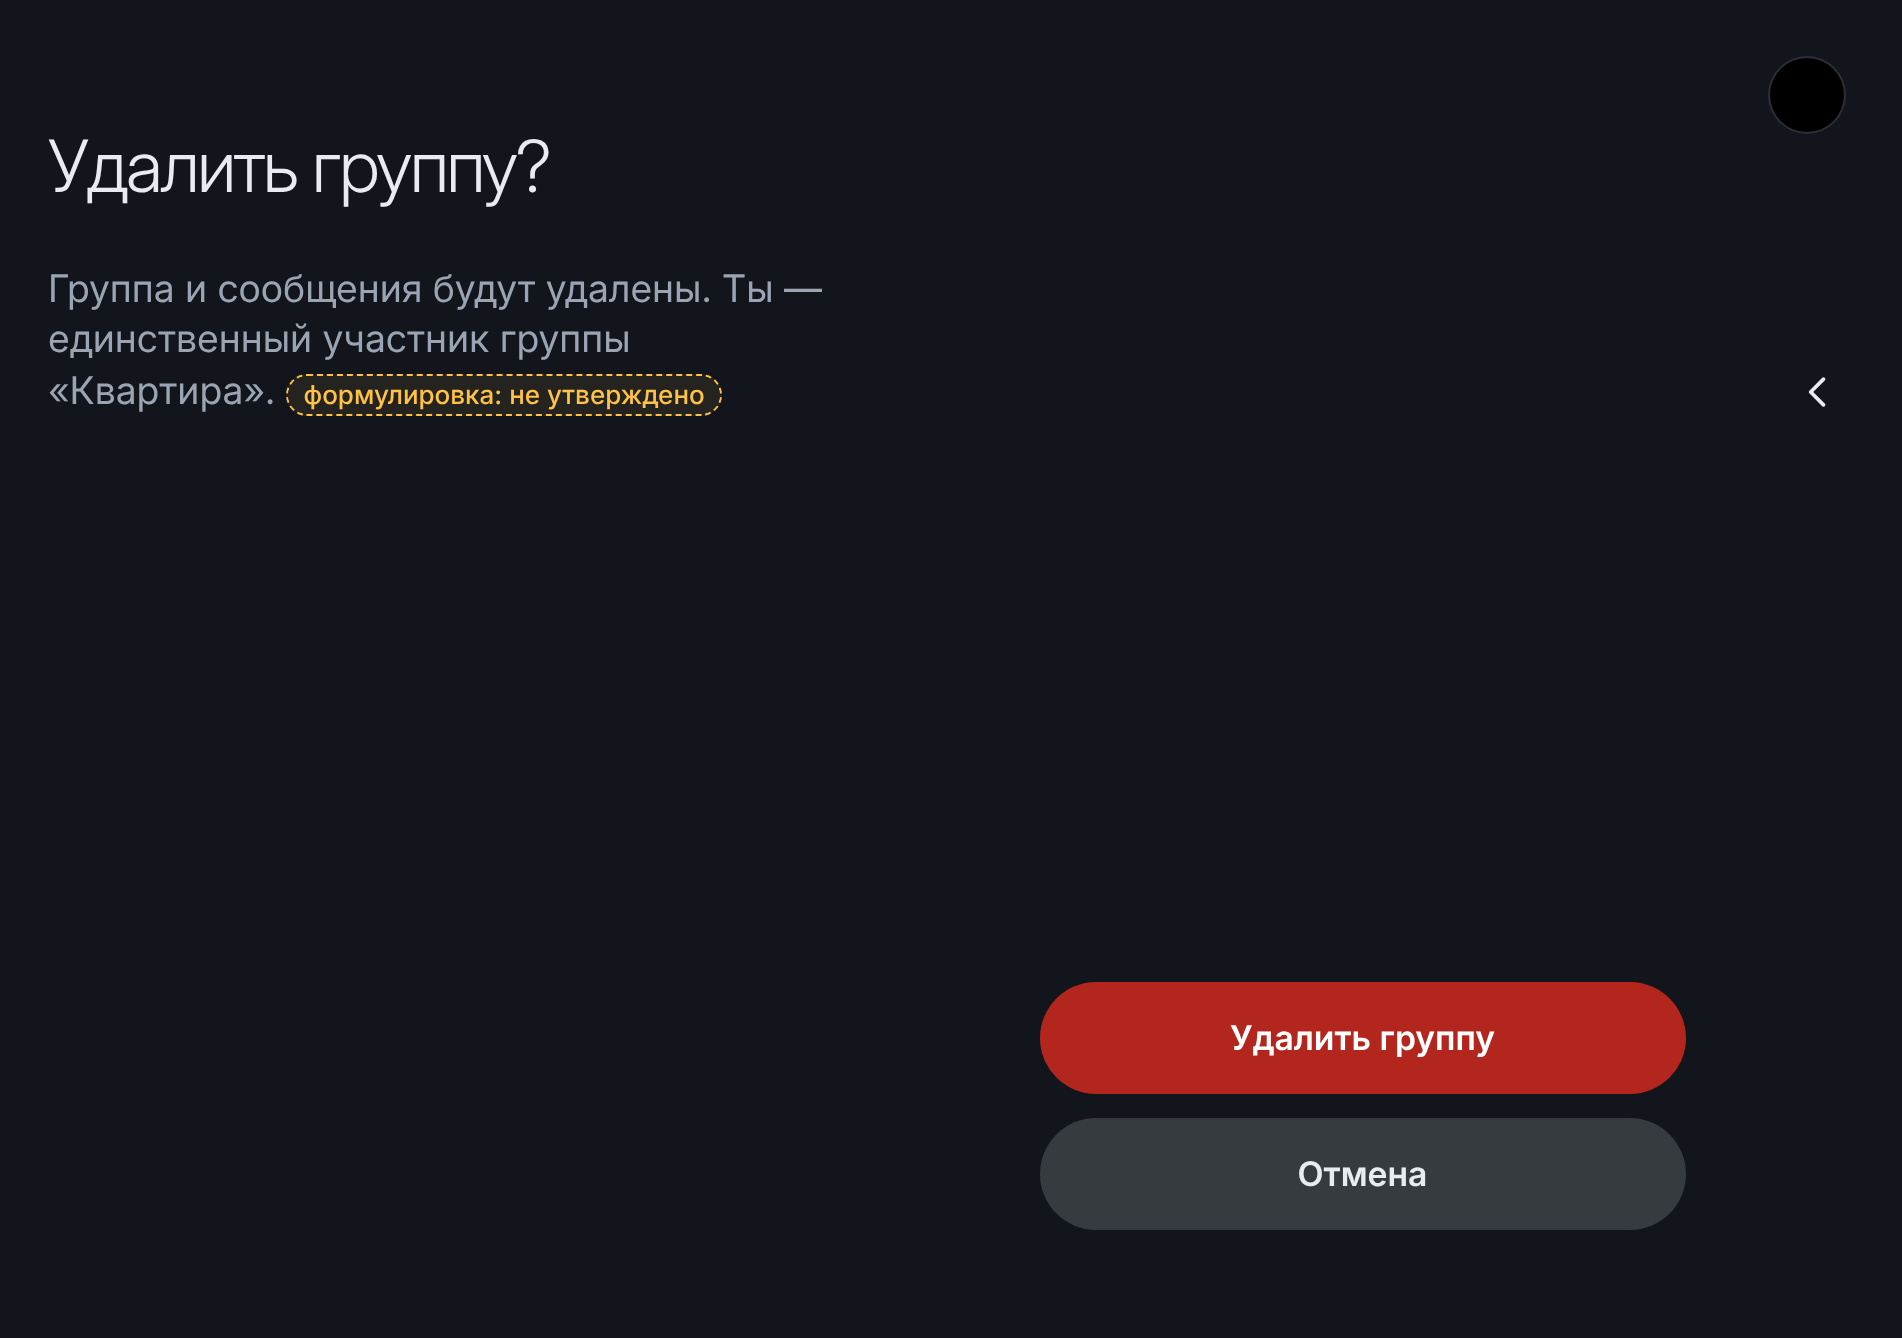 Удалить группу?
Группа и сообщения будут удалены. Ты —
единственный участник группы
«Квартира». формулировка: не утверждено
Удалить группу
Отмена